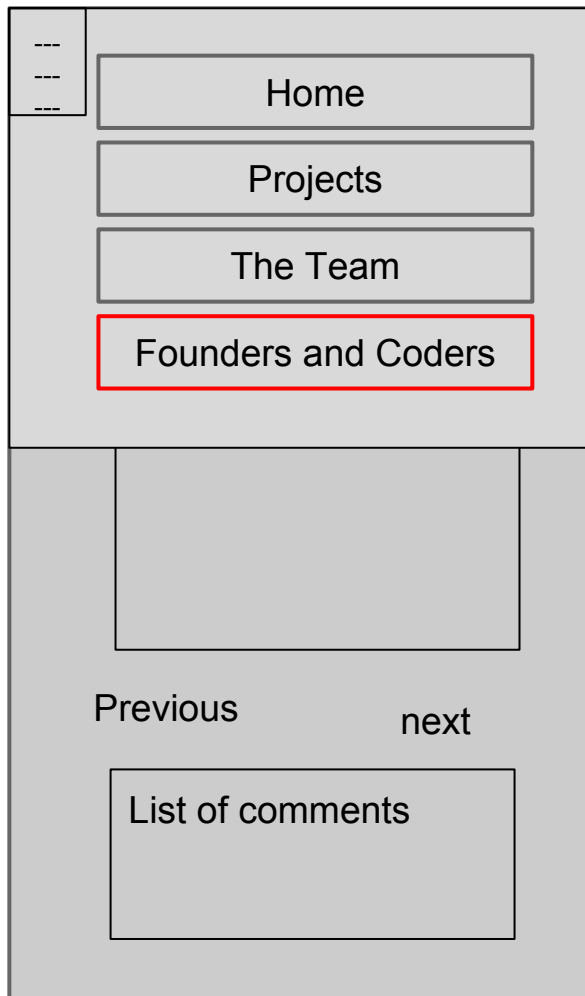 ---
---
---
Home
Projects
The Team
Founders and Coders
Previous
next
List of comments